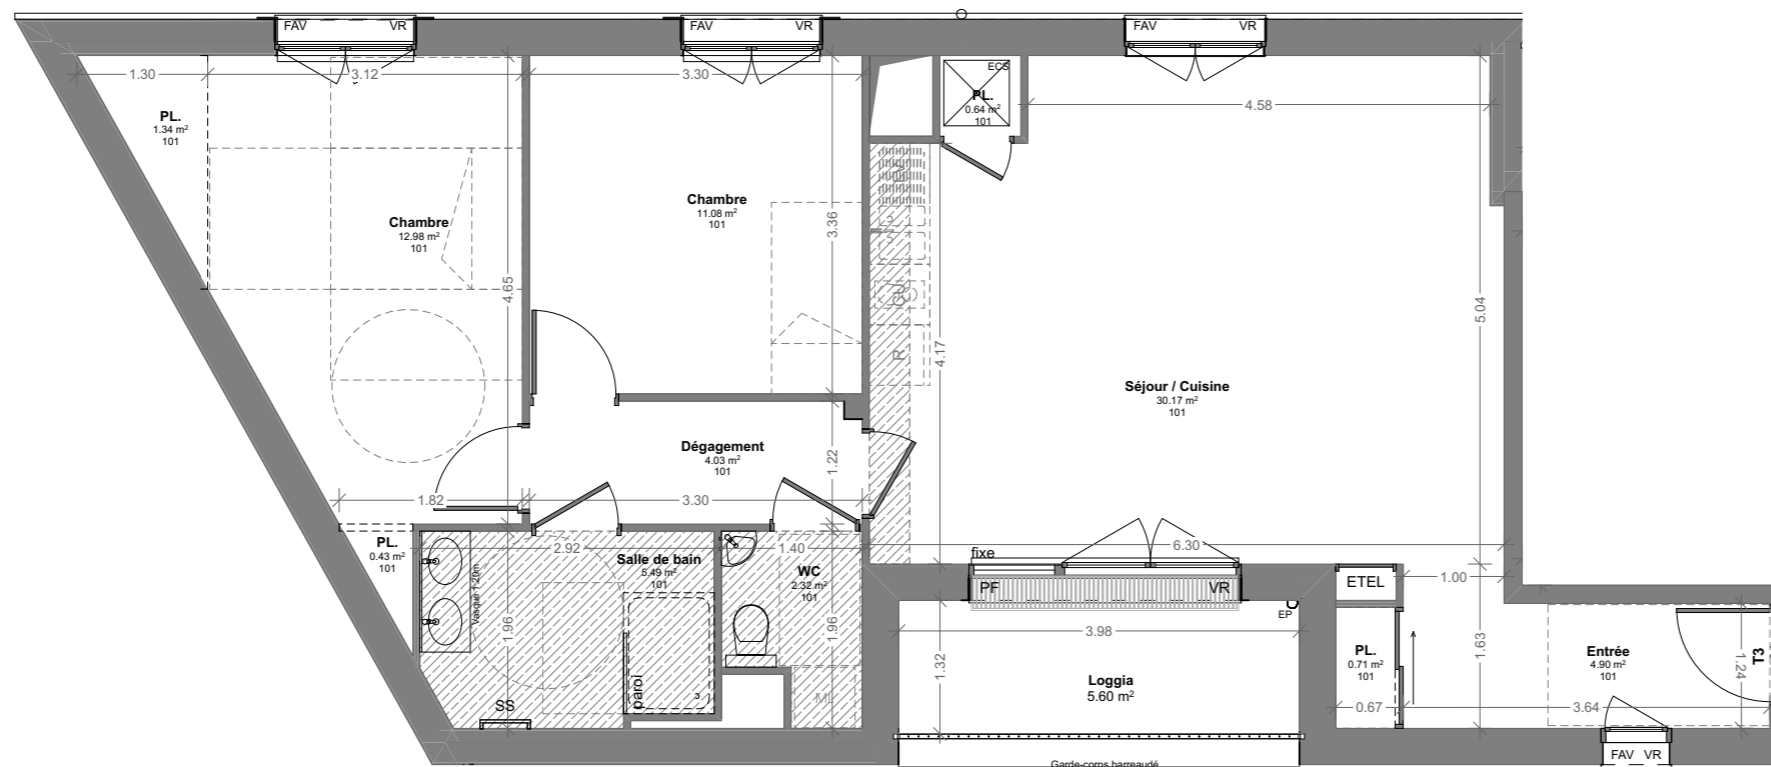 FAV VR
FAV VR
FAV VR
1.30
3.12
3.30
4.58
ECS
PL.
0.64 m²
101
PL.
1.34 m²
101
Chambre
12.98 m²
101
Chambre
11.08 m²
101
3.36
4.65
LV
CU
R
4.17
5.04
Séjour / Cuisine
30.17 m²
101
Dégagement
4.03 m²
101
1.22
1.82
3.30
PL.
0.43 m²
101
2.92
Salle de bain
5.49 m²
101
1.40
WC
2.32 m²
101
Vasque 1.20m
1.96
1.96
paroi
SS
ML
fixe
6.30
PF VR
EP
3.98
1.32
Loggia
5.60 m²
Garde-corps barreaudé
ETEL
1.00
PL.
0.71 m²
101
0.67
1.63
Entrée
4.90 m²
101
1.24
T3
3.64
FAV VR